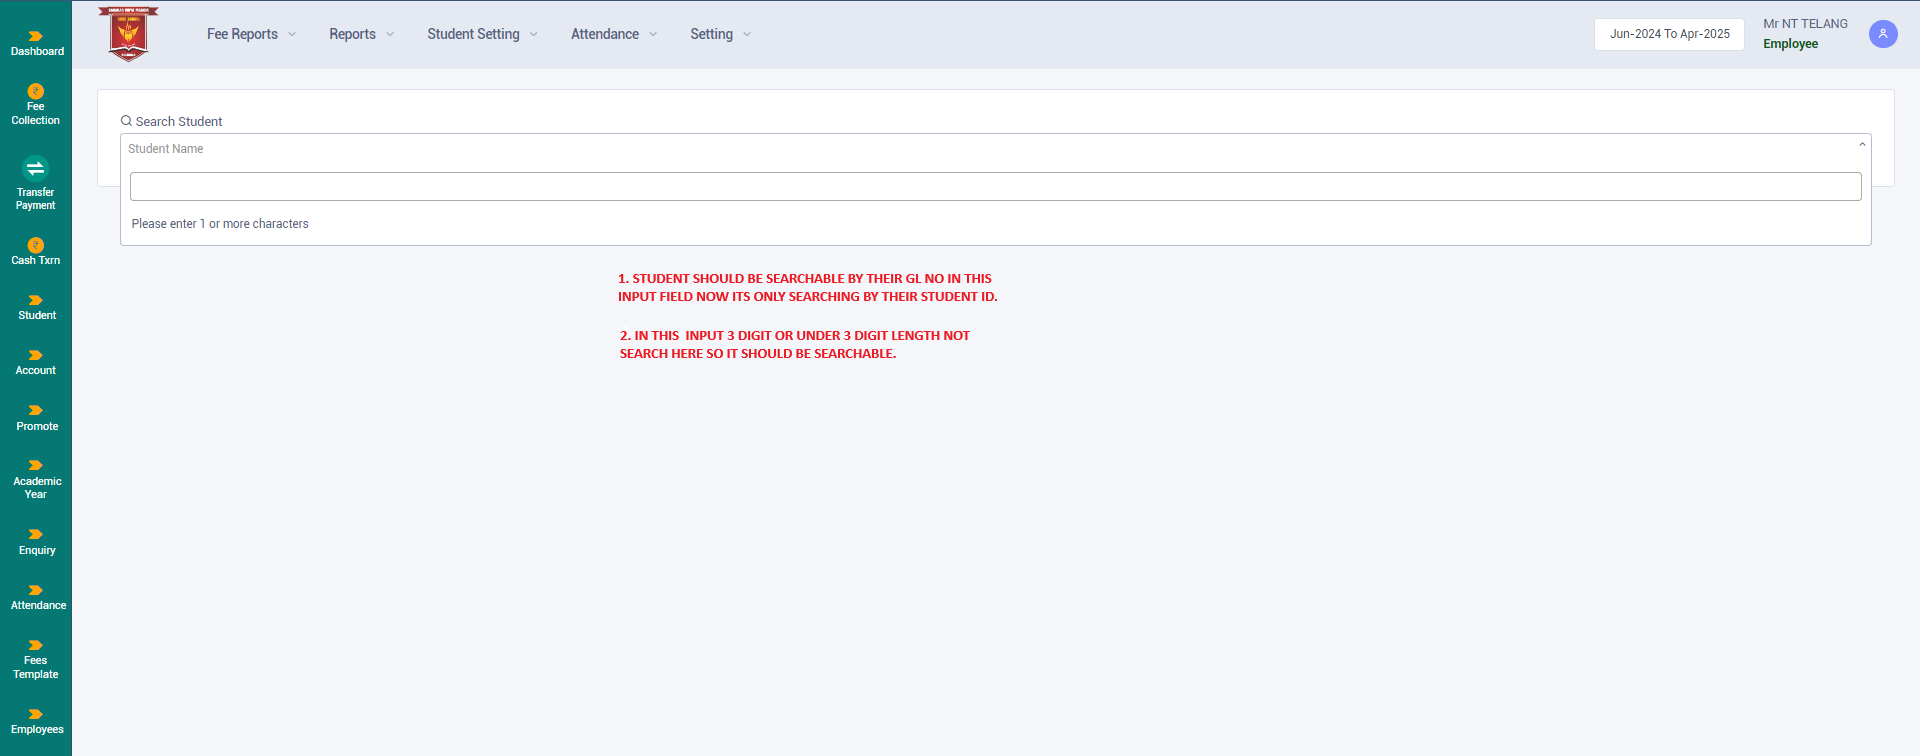 Dashboard
Fee
Collection
Transfer
Payment
Cash Txrn
Student
Account
Promote
Academic
Year
Enquiry
Attendance
Fees
Template
Employees
Fee Reports
Reports
Student Setting
Attendance
Setting
Jun-2024 To Apr-2025
Mr NT TELANG
Employee
Search Student
Student Name
Please enter 1 or more characters
1. STUDENT SHOULD BE SEARCHABLE BY THEIR GL NO IN THIS
INPUT FIELD NOW ITS ONLY SEARCHING BY THEIR STUDENT ID.
2. IN THIS  INPUT 3 DIGIT OR UNDER 3 DIGIT LENGTH NOT
SEARCH HERE SO IT SHOULD BE SEARCHABLE.